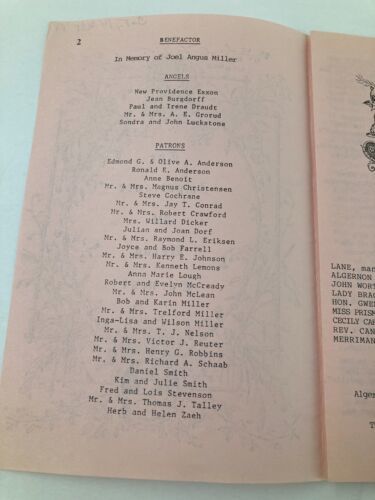 2
BENEFACTOR
In Memory of Joel Angus Miller
ANGELS
New Providence Exxon
Jean Burgdorff
Paul and Irene Draudt
Mr. & Mrs. A. E. Grorud
Sondra and John Luckstone
PATRONS
Edmond G. & Olive A. Anderson
Ronald E. Anderson
Anne Benoit
Mr. & Mrs. Magnus Christensen
Steve Cochrane
Mr. & Mrs. Jay T. Conrad
Mr. & Mrs. Robert Crawford
Mrs. Willard Dicker
Julian and Joan Dorf
Mr. & Mrs. Raymond L. Eriksen
Joyce and Bob Farrell
Mr. & Mrs. Harry E. Johnson
Mr. & Mrs. Kenneth Lemons
Anna Marie Lough
Robert and Evelyn McCready
Mr. & Mrs. John McLean
Bob and Karin Miller
Mr. & Mrs. Trelford Miller
Inga-Lisa and Wilson Miller
Mr. & Mrs. T. J. Nelson
Mr. & Mrs. Victor J. Reuter
Mr. & Mrs. Henry G. Robbins
Mr. & Mrs. Richard A. Schaab
Daniel Smith
Kim and Julie Smith
Fred and Lois Stevenson
Mr. & Mrs. Thomas J. Talley
Herb and Helen Zaeh
LANE, man
ALGERNON
JOHN WORT
LADY BRAC
HON. GWEN
MISS PRISM
CECILY CAR
REV. CAN
MERRIMAN
Alger
T